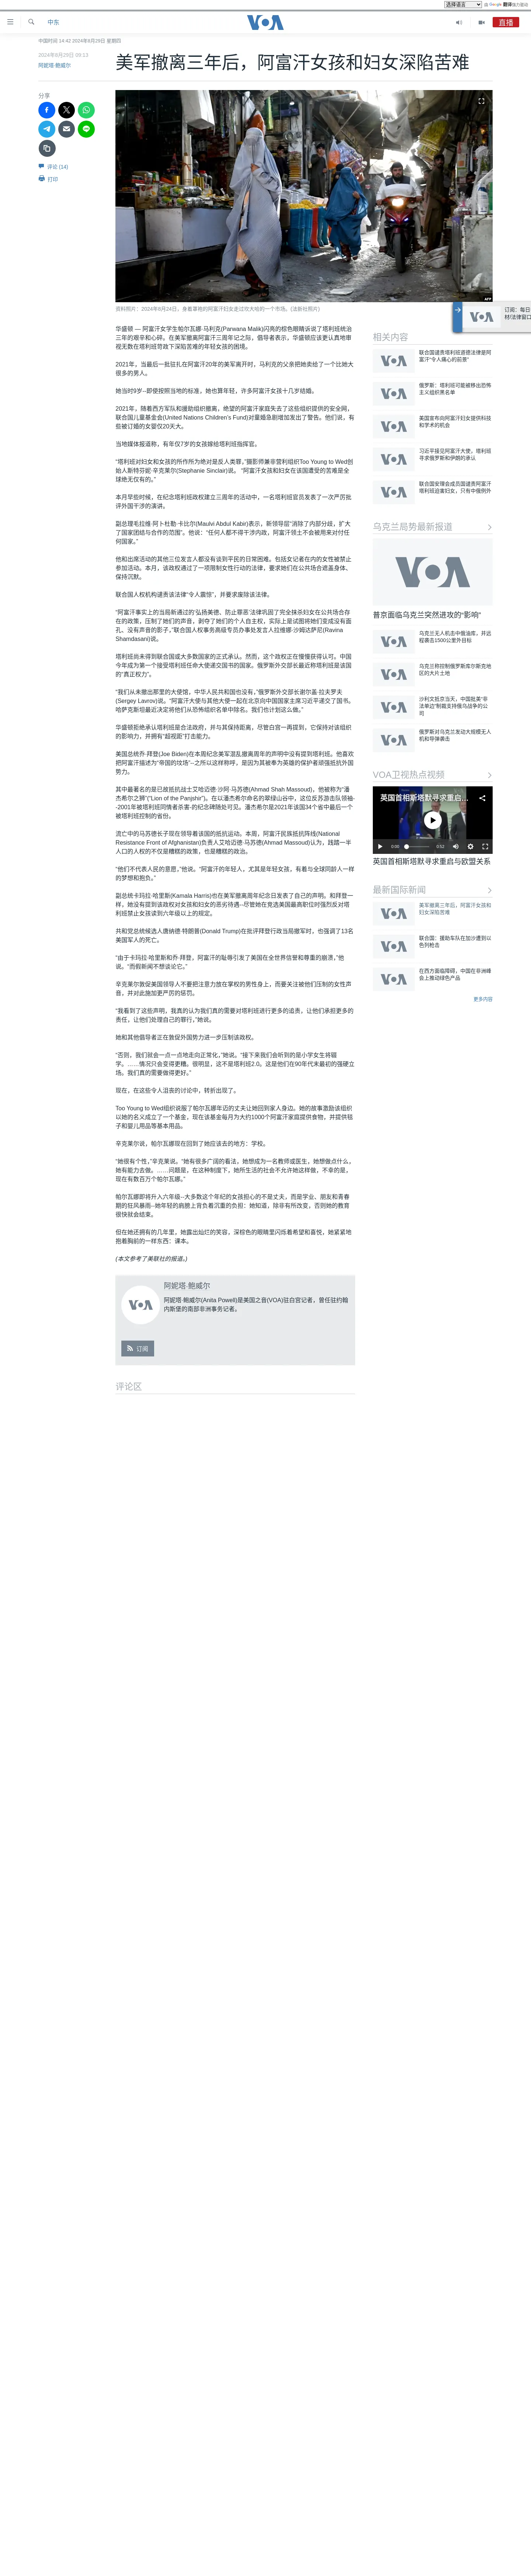 选择语言
由 Google 翻译强力驱动
中东
VOA
直播
中国时间 14:42 2024年8月29日 星期四
2024年8月29日 09:13
阿妮塔·鲍威尔
美军撤离三年后，阿富汗女孩和妇女深陷苦难
分享
评论 (14)
打印
AFP
资料照片：2024年8月24日，身着罩袍的阿富汗妇女走过坎大哈的一个市场。(法新社照片)
华盛顿 — 阿富汗女学生帕尔瓦娜·马利克(Parwana Malik)闪亮的棕色眼睛诉说了塔利班统治
三年的艰辛和心碎。在美军撤离阿富汗三周年纪念之际，倡导者表示，华盛顿应该更认真地审
视无数在塔利班苛政下深陷苦难的年轻女孩的困境。
2021年，当最后一批驻扎在阿富汗20年的美军离开时，马利克的父亲把她卖给了一个比她大
很多的男人。
她当时9岁--即便按照当地的标准，她也算年轻，许多阿富汗女孩十几岁结婚。
2021年，随着西方军队和援助组织撤离，绝望的阿富汗家庭失去了这些组织提供的安全网，
联合国儿童基金会(United Nations Children's Fund)对童婚急剧增加发出了警告。他们说，有
些被订婚的女婴仅20天大。
当地媒体报道称，有年仅7岁的女孩嫁给塔利班指挥官。
“塔利班对妇女和女孩的所作所为绝对是反人类罪，”摄影师兼非营利组织Too Young to Wed创
始人斯特芬妮·辛克莱尔(Stephanie Sinclair)说。 “阿富汗女孩和妇女在该国遭受的苦难是全
球绝无仅有的。”
本月早些时候，在纪念塔利班政权建立三周年的活动中，一名塔利班官员发表了一次严厉批
评外国干涉的演讲。
副总理毛拉维·阿卜杜勒·卡比尔(Maulvi Abdul Kabir)表示，新领导层“消除了内部分歧，扩大
了国家团结与合作的范围”。他说：“任何人都不得干涉内政，阿富汗领土不会被用来对付任
何国家。”
他和出席活动的其他三位发言人都没有谈到平民的日常困难。包括女记者在内的女性被禁止
参加活动。本月，该政权通过了一项限制女性行动的法律，要求她们在公共场合遮盖身体、
保持沉默。
联合国人权机构谴责该法律“令人震惊”，并要求废除该法律。
“阿富汗事实上的当局新通过的‘弘扬美德、防止罪恶’法律巩固了完全抹杀妇女在公共场合存
在的政策，压制了她们的声音，剥夺了她们的个人自主权，实际上是试图将她们变成没有面
孔、没有声音的影子，”联合国人权事务高级专员办事处发言人拉维娜·沙姆达萨尼(Ravina
Shamdasani)说。
塔利班尚未得到联合国或大多数国家的正式承认。然而，这个政权正在慢慢获得认可。中国
今年成为第一个接受塔利班任命大使递交国书的国家。俄罗斯外交部长最近称塔利班是该国
的“真正权力”。
“我们从未撤出那里的大使馆，中华人民共和国也没有，”俄罗斯外交部长谢尔盖·拉夫罗夫
(Sergey Lavrov)说。“阿富汗大使与其他大使一起在北京向中国国家主席习近平递交了国书。
哈萨克斯坦最近决定将他们从恐怖组织名单中除名。我们也计划这么做。”
华盛顿拒绝承认塔利班是合法政府，并与其保持距离，尽管白宫一再提到，它保持对该组织
的影响力，并拥有“超视距”打击能力。
美国总统乔·拜登(Joe Biden)在本周纪念美军混乱撤离周年的声明中没有提到塔利班。他喜欢
把阿富汗描述为“帝国的坟场”--之所以这样称呼，是因为其被奉为英雄的保护者顽强抵抗外国
势力。
其中最著名的是已故抵抗战士艾哈迈德·沙阿·马苏德(Ahmad Shah Massoud)，他被称为“潘
杰希尔之狮”(“Lion of the Panjshir”)。在以潘杰希尔命名的翠绿山谷中，这位反苏游击队领袖-
-2001年被塔利班同情者杀害-的纪念碑随处可见。潘杰希尔是2021年该国34个省中最后一个
被塔利班控制的省份。
流亡中的马苏德长子现在领导着该国的抵抗运动。本周，阿富汗民族抵抗阵线(National
Resistance Front of Afghanistan)负责人艾哈迈德·马苏德(Ahmad Massoud)认为，践踏一半
人口的人权的不仅是糟糕的政策，也是糟糕的政治。
“他们不代表人民的意愿，”他说。“阿富汗的年轻人，尤其是年轻女孩，有着与全球同龄人一样
的梦想和抱负。”
副总统卡玛拉·哈里斯(Kamala Harris)也在美军撤离周年纪念日发表了自己的声明。和拜登一
样，她没有提到该政权对女孩和妇女的恶劣待遇--尽管她在竞选美国最高职位时强烈反对塔
利班禁止女孩读到六年级以上的规定。
共和党总统候选人唐纳德·特朗普(Donald Trump)在批评拜登行政当局撤军时，也强调了13名
美国军人的死亡。
“由于卡玛拉·哈里斯和乔·拜登，阿富汗的耻辱引发了美国在全世界信誉和尊重的崩溃，”他
说。“而假新闻不想谈论它。”
辛克莱尔敦促美国领导人不要把注意力放在掌权的男性身上，而要关注被他们压制的女性声
音，并对此施加更严厉的惩罚。
“我看到了这些声明，我真的认为我们真的需要对塔利班进行更多的追责，让他们承担更多的
责任，让他们处理自己的罪行，”她说。
她和其他倡导者正在敦促外国势力进一步压制该政权。
“否则，我们就会一点一点地走向正常化，”她说。“接下来我们会听到的是小学女生将辍
学。……情况只会变得更糟。很明显，这不是塔利班2.0。这是他们在90年代末最初的强硬立
场。我们真的需要做得更好。”
现在，在这些令人沮丧的讨论中，转折出现了。
Too Young to Wed组织说服了帕尔瓦娜年迈的丈夫让她回到家人身边。她的故事激励该组织
以她的名义成立了一个基金，现在该基金每月为大约1000个阿富汗家庭提供食物，并提供毯
子和婴儿用品等基本用品。
辛克莱尔说，帕尔瓦娜现在回到了她应该去的地方：学校。
“她很有个性，”辛克莱说。“她有很多广阔的看法，她想成为一名教师或医生，她想做点什么，
她有能力去做。……问题是，在这种制度下，她所生活的社会不允许她这样做，不幸的是，
现在有数百万个帕尔瓦娜。”
帕尔瓦娜即将升入六年级--大多数这个年纪的女孩担心的不是丈夫，而是学业、朋友和青春
期的狂风暴雨--她年轻的肩膀上背负着沉重的负担：她知道，除非有所改变，否则她的教育
很快就会结束。
但在她还拥有的几年里，她露出灿烂的笑容，深棕色的眼睛里闪烁着希望和喜悦，她紧紧地
抱着胸前的一样东西：课本。
(本文参考了美联社的报道。)
VOA
阿妮塔·鲍威尔
阿妮塔·鲍威尔(Anita Powell)是美国之音(VOA)驻白宫记者，曾任驻约翰
内斯堡的南部非洲事务记者。
订阅
评论区
VOA
订阅：每日
材/法律窗口
相关内容
VOA
联合国谴责塔利班道德法律是阿
富汗“令人痛心的前景”
VOA
俄罗斯：塔利班可能被移出恐怖
主义组织黑名单
VOA
美国宣布向阿富汗妇女提供科技
和学术的机会
VOA
习近平接见阿富汗大使，塔利班
寻求俄罗斯和伊朗的承认
VOA
联合国安理会成员国谴责阿富汗
塔利班迫害妇女，只有中俄例外
乌克兰局势最新报道
VOA
普京面临乌克兰突然进攻的“影响”
VOA
乌克兰无人机击中俄油库，并远
程袭击1500公里外目标
VOA
乌克兰称控制俄罗斯库尔斯克地
区的大片土地
VOA
沙利文抵京当天，中国批美“非
法单边”制裁支持俄乌战争的公
司
VOA
俄罗斯对乌克兰发动大规模无人
机和导弹袭击
VOA卫视热点视频
英国首相斯塔默寻求重启...
0:00
0:52
英国首相斯塔默寻求重启与欧盟关系
最新国际新闻
VOA
美军撤离三年后，阿富汗女孩和
妇女深陷苦难
VOA
联合国：援助车队在加沙遭到以
色列枪击
VOA
在西方面临障碍，中国在非洲峰
会上推动绿色产品
更多内容